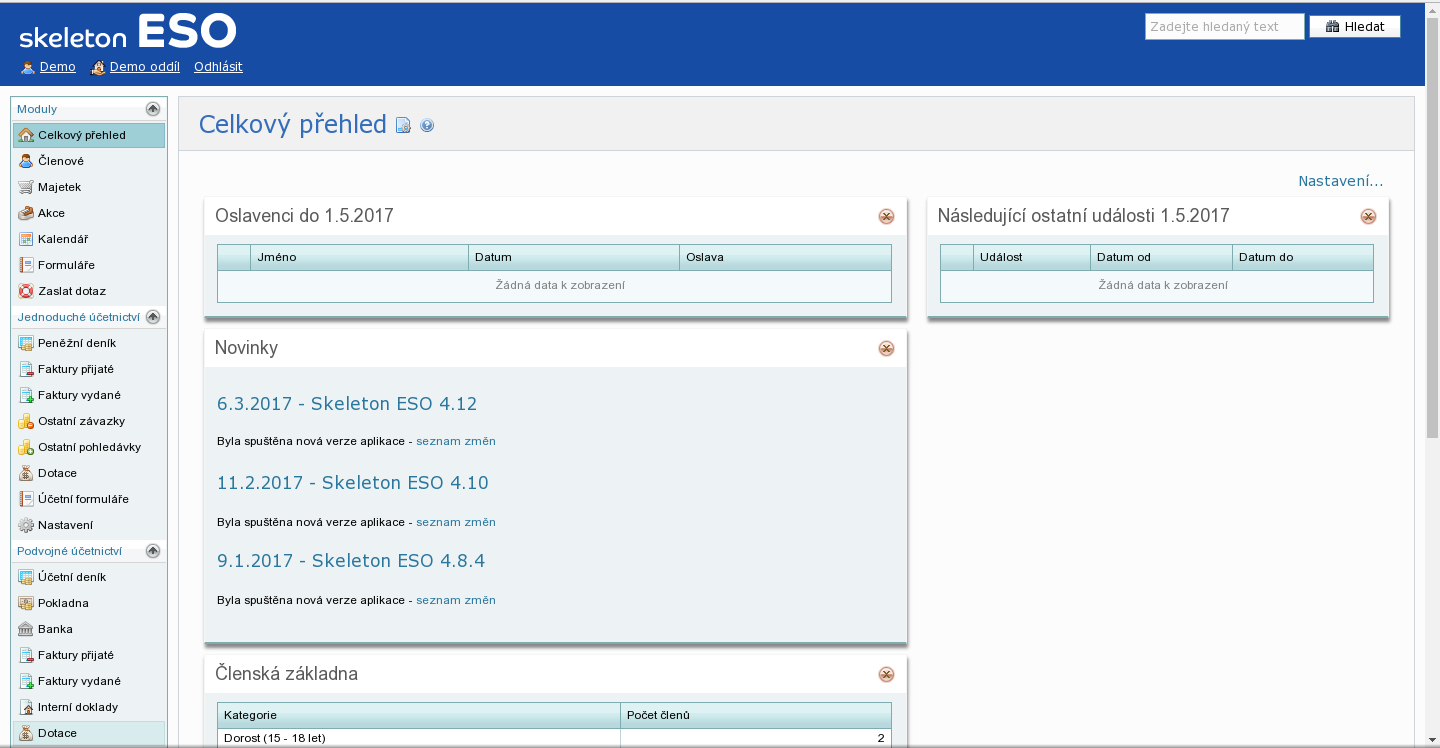 skeleton ESO
Zadejte hledaný text
Hledat
Demo Demo oddíl Odhlásit
Moduly
Celkový přehled
Členové
Majetek
Akce
Kalendář
Formuláře
Zaslat dotaz
Jednoduché účetnictví
Peněžní deník
Faktury přijaté
Faktury vydané
Ostatní závazky
Ostatní pohledávky
Dotace
Účetní formuláře
Nastavení
Podvojné účetnictví
Účetní deník
Pokladna
Banka
Faktury přijaté
Faktury vydané
Interní doklady
Dotace
Celkový přehled
Nastavení...
Oslavenci do 1.5.2017
Jméno Datum Oslava
Žádná data k zobrazení
Následující ostatní události 1.5.2017
Událost Datum od Datum do
Žádná data k zobrazení
Novinky
6.3.2017 - Skeleton ESO 4.12
Byla spuštěna nová verze aplikace - seznam změn
11.2.2017 - Skeleton ESO 4.10
Byla spuštěna nová verze aplikace - seznam změn
9.1.2017 - Skeleton ESO 4.8.4
Byla spuštěna nová verze aplikace - seznam změn
Členská základna
Kategorie Počet členů
Dorost (15 - 18 let) 2